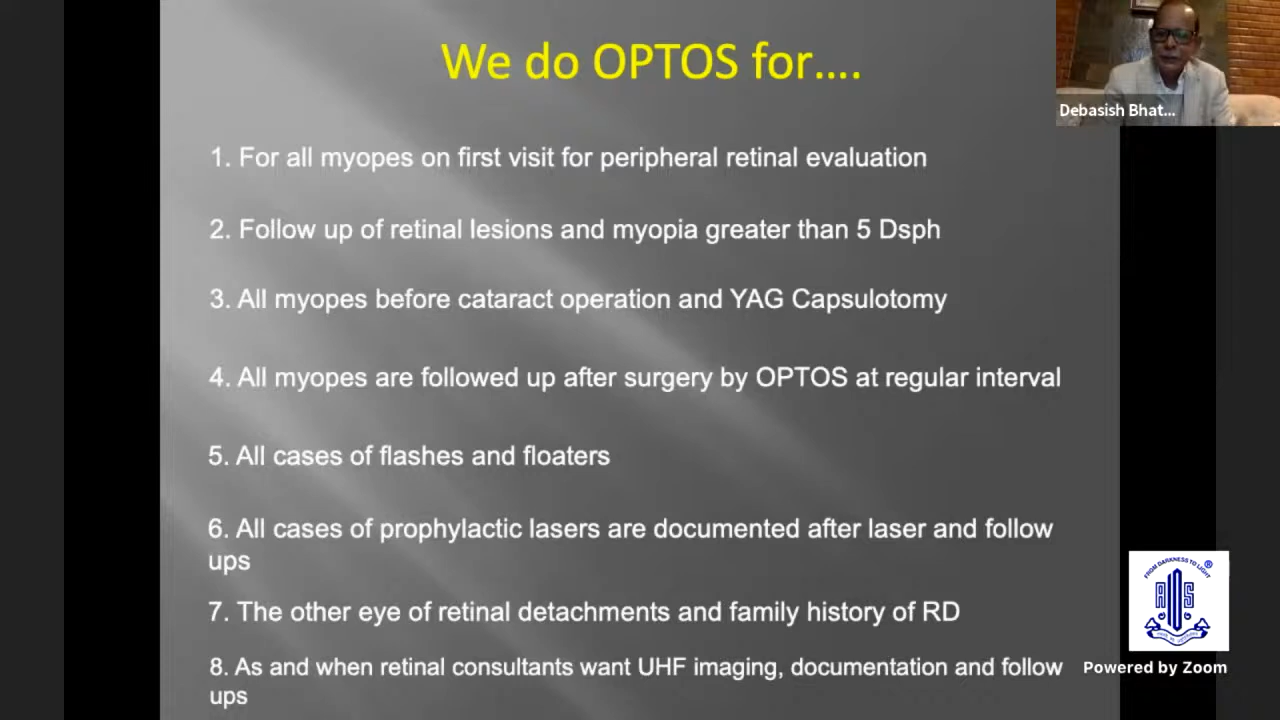 We do OPTOS for....
Debasish Bhat...
1. For all myopes on first visit for peripheral retinal evaluation
2. Follow up of retinal lesions and myopia greater than 5 Dsph
3. All myopes before cataract operation and YAG Capsulotomy
4. All myopes are followed up after surgery by OPTOS at regular interval
5. All cases of flashes and floaters
6. All cases of prophylactic lasers are documented after laser and follow
ups
7. The other eye of retinal detachments and family history of RD
8. As and when retinal consultants want UHF imaging, documentation and follow
ups
FROM DARKNESS TO LIGHT
®
AIOS
Powered by Zoom